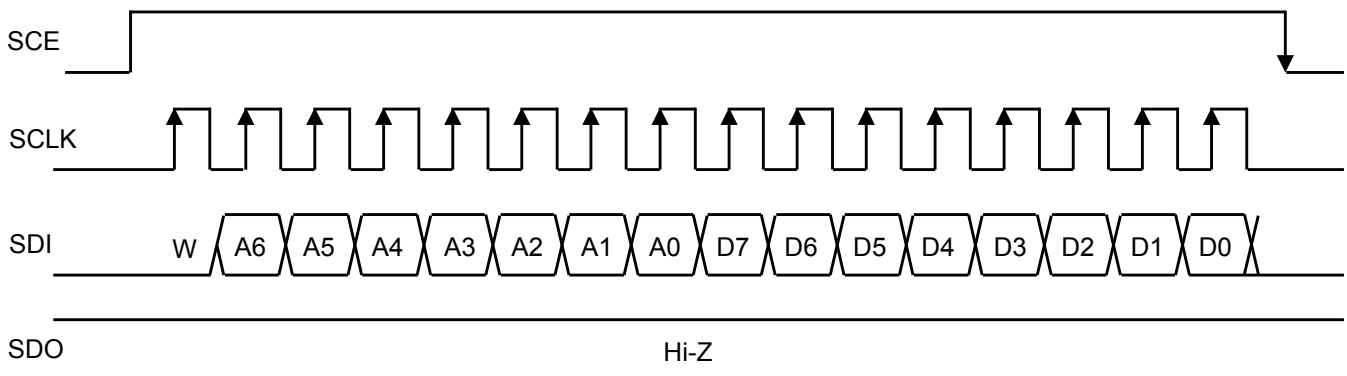 SCE
SCLK
SDI W A6 A5 A4 A3 A2 A1 A0 D7 D6 D5 D4 D3 D2 D1 D0
SDO Hi-Z